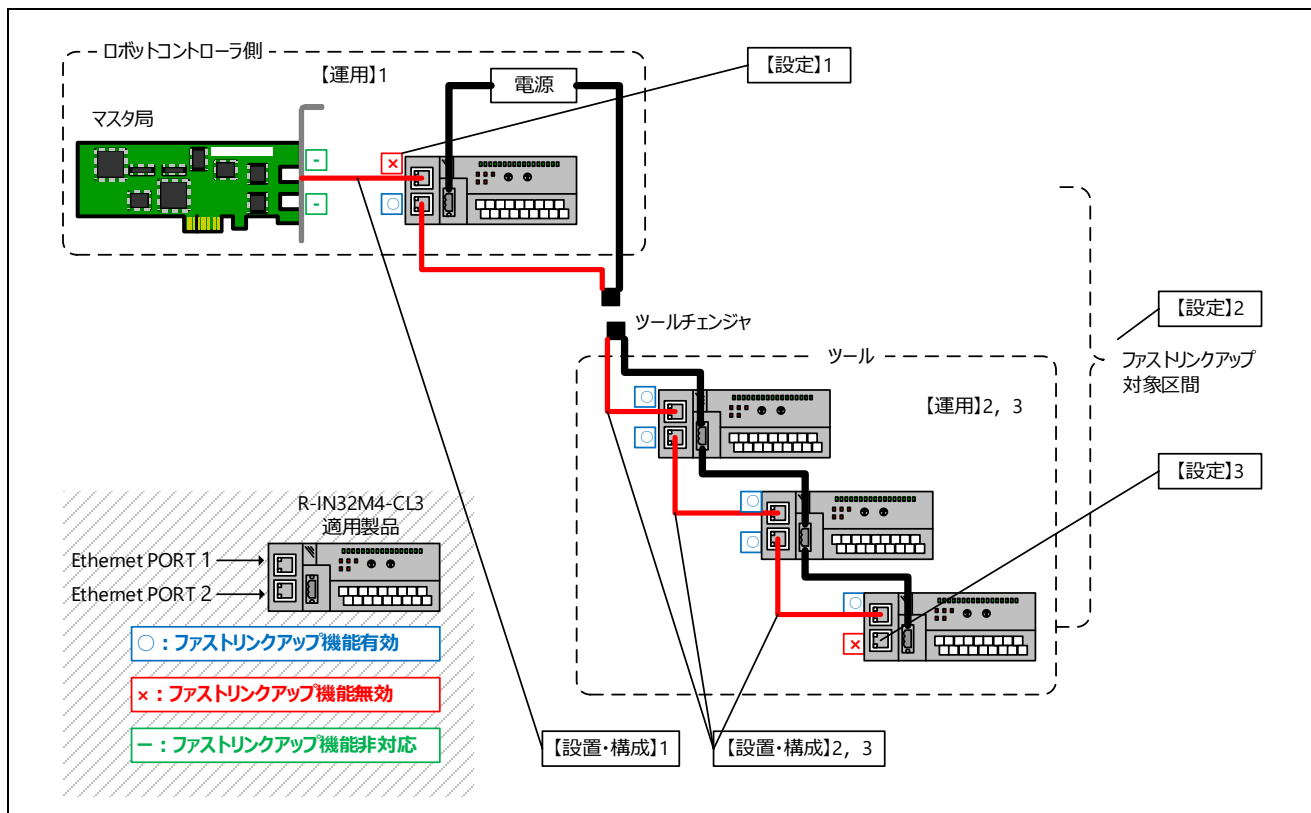 ロボットコントローラ側
【運用】1
電源
【設定】1
マスタ局
-
-
×
○
ツールチェンジャ
【設定】2
ファストリンクアップ
対象区間
ツール
○
○
【運用】2, 3
【設定】3
○
○
○
×
R-IN32M4-CL3
適用製品
Ethernet PORT 1
Ethernet PORT 2
○：ファストリンクアップ機能有効
×：ファストリンクアップ機能無効
－：ファストリンクアップ機能非対応
【設置・構成】1
【設置・構成】2, 3